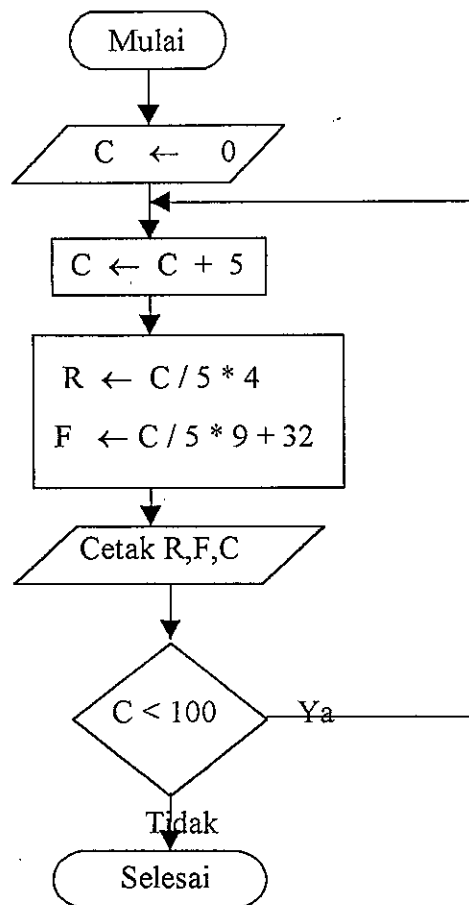 Mulai
C ← 0
C ← C + 5
R ← C / 5 * 4
F ← C / 5 * 9 + 32
Cetak R,F,C
C < 100
Ya
Tidak
Selesai